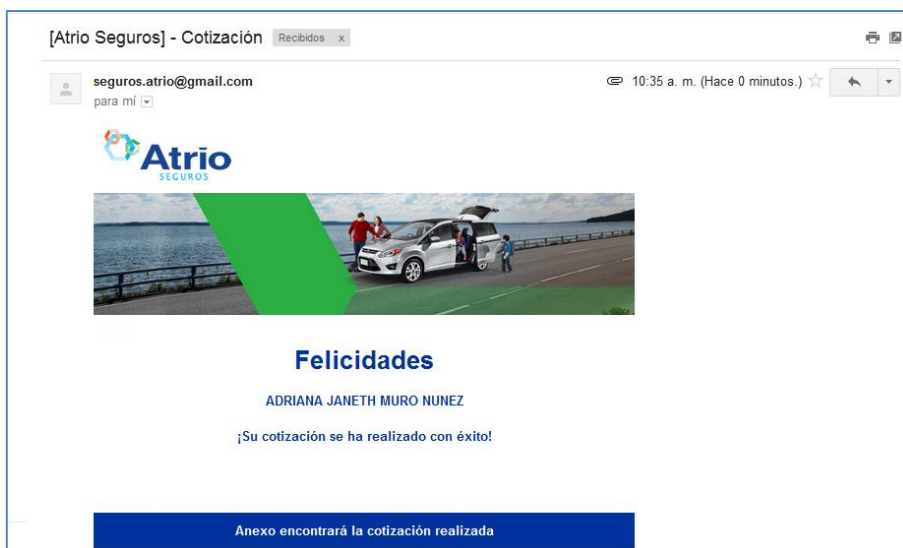 [Atrio Seguros] - Cotización Recibidos x
seguros.atrio@gmail.com 10:35 a. m. (Hace 0 minutos.)
para mí
Atrio
SEGUROS
Felicidades
ADRIANA JANETH MURO NUNEZ
¡Su cotización se ha realizado con éxito!
Anexo encontrará la cotización realizada